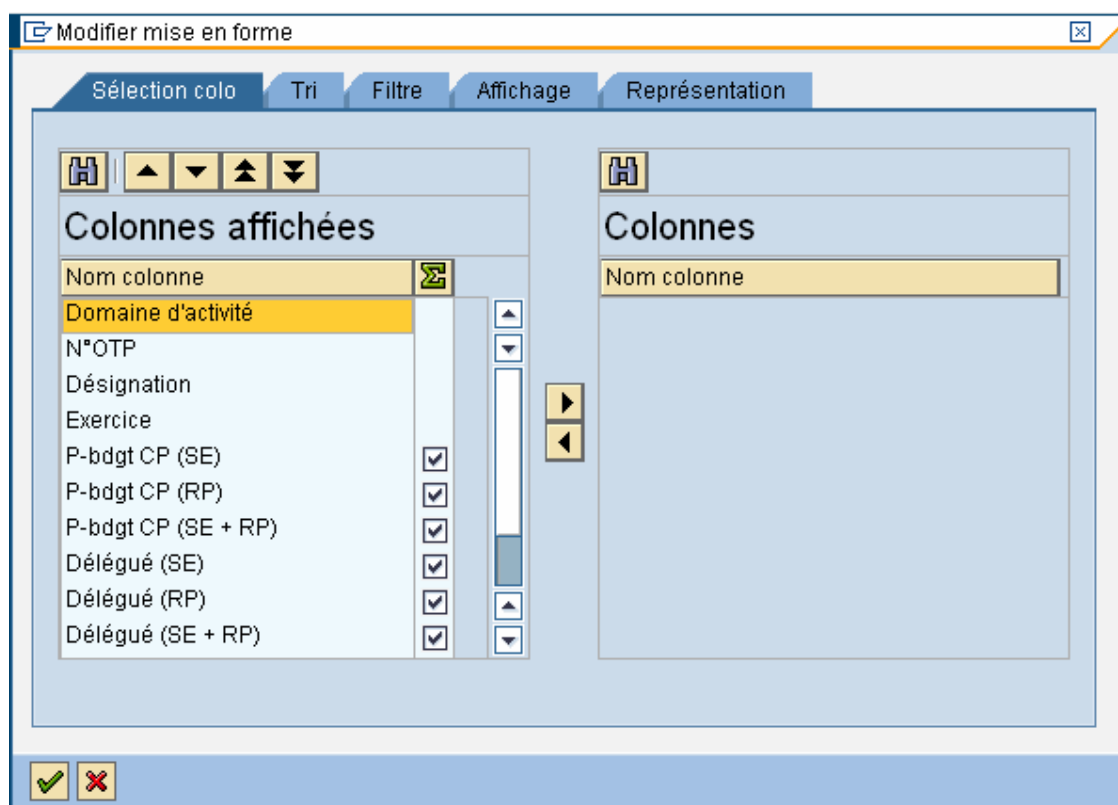 Modifier mise en forme
Sélection colo Tri Filtre Affichage Représentation
Colonnes affichées
Nom colonne
Domaine d'activité
N°OTP
Désignation
Exercice
P-bdgt CP (SE)
P-bdgt CP (RP)
P-bdgt CP (SE + RP)
Délégué (SE)
Délégué (RP)
Délégué (SE + RP)
Colonnes
Nom colonne